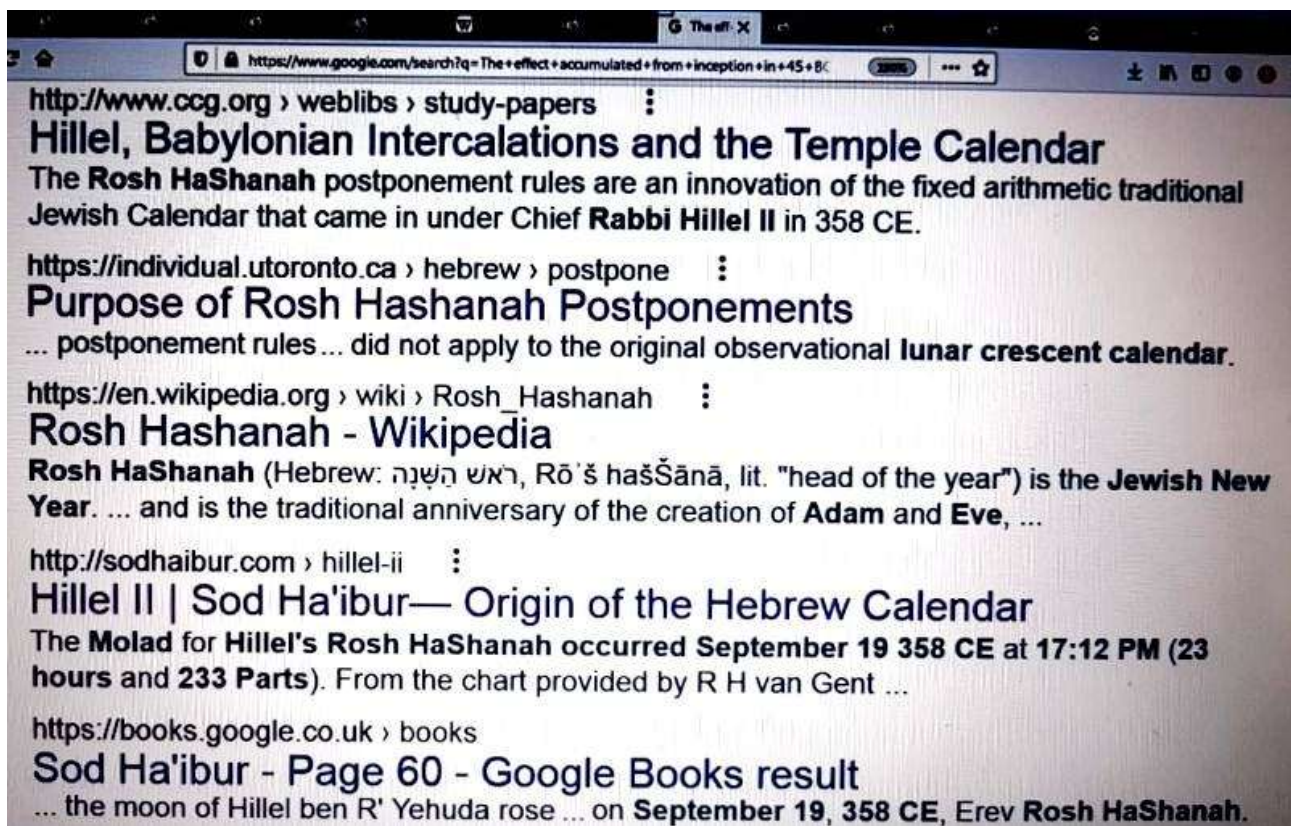 G The eff X
https://www.google.com/search?q=The+effect+accumulated+from+inception+in+45+B
http://www.ccg.org › weblibs › study-papers
Hillel, Babylonian Intercalations and the Temple Calendar
The Rosh HaShanah postponement rules are an innovation of the fixed arithmetic traditional
Jewish Calendar that came in under Chief Rabbi Hillel II in 358 CE.
https://individual.utoronto.ca › hebrew › postpone
Purpose of Rosh Hashanah Postponements
... postponement rules... did not apply to the original observational lunar crescent calendar.
https://en.wikipedia.org › wiki › Rosh_Hashanah
Rosh Hashanah - Wikipedia
Rosh HaShanah (Hebrew: רֹאשׁ הַשָּׁנָה, Rōʾš hašŠānā, lit. "head of the year") is the Jewish New
Year. ... and is the traditional anniversary of the creation of Adam and Eve, ...
http://sodhaibur.com › hillel-ii
Hillel II | Sod Ha'ibur— Origin of the Hebrew Calendar
The Molad for Hillel's Rosh HaShanah occurred September 19 358 CE at 17:12 PM (23
hours and 233 Parts). From the chart provided by R H van Gent ...
https://books.google.co.uk › books
Sod Ha'ibur - Page 60 - Google Books result
... the moon of Hillel ben R' Yehuda rose ... on September 19, 358 CE, Erev Rosh HaShanah.